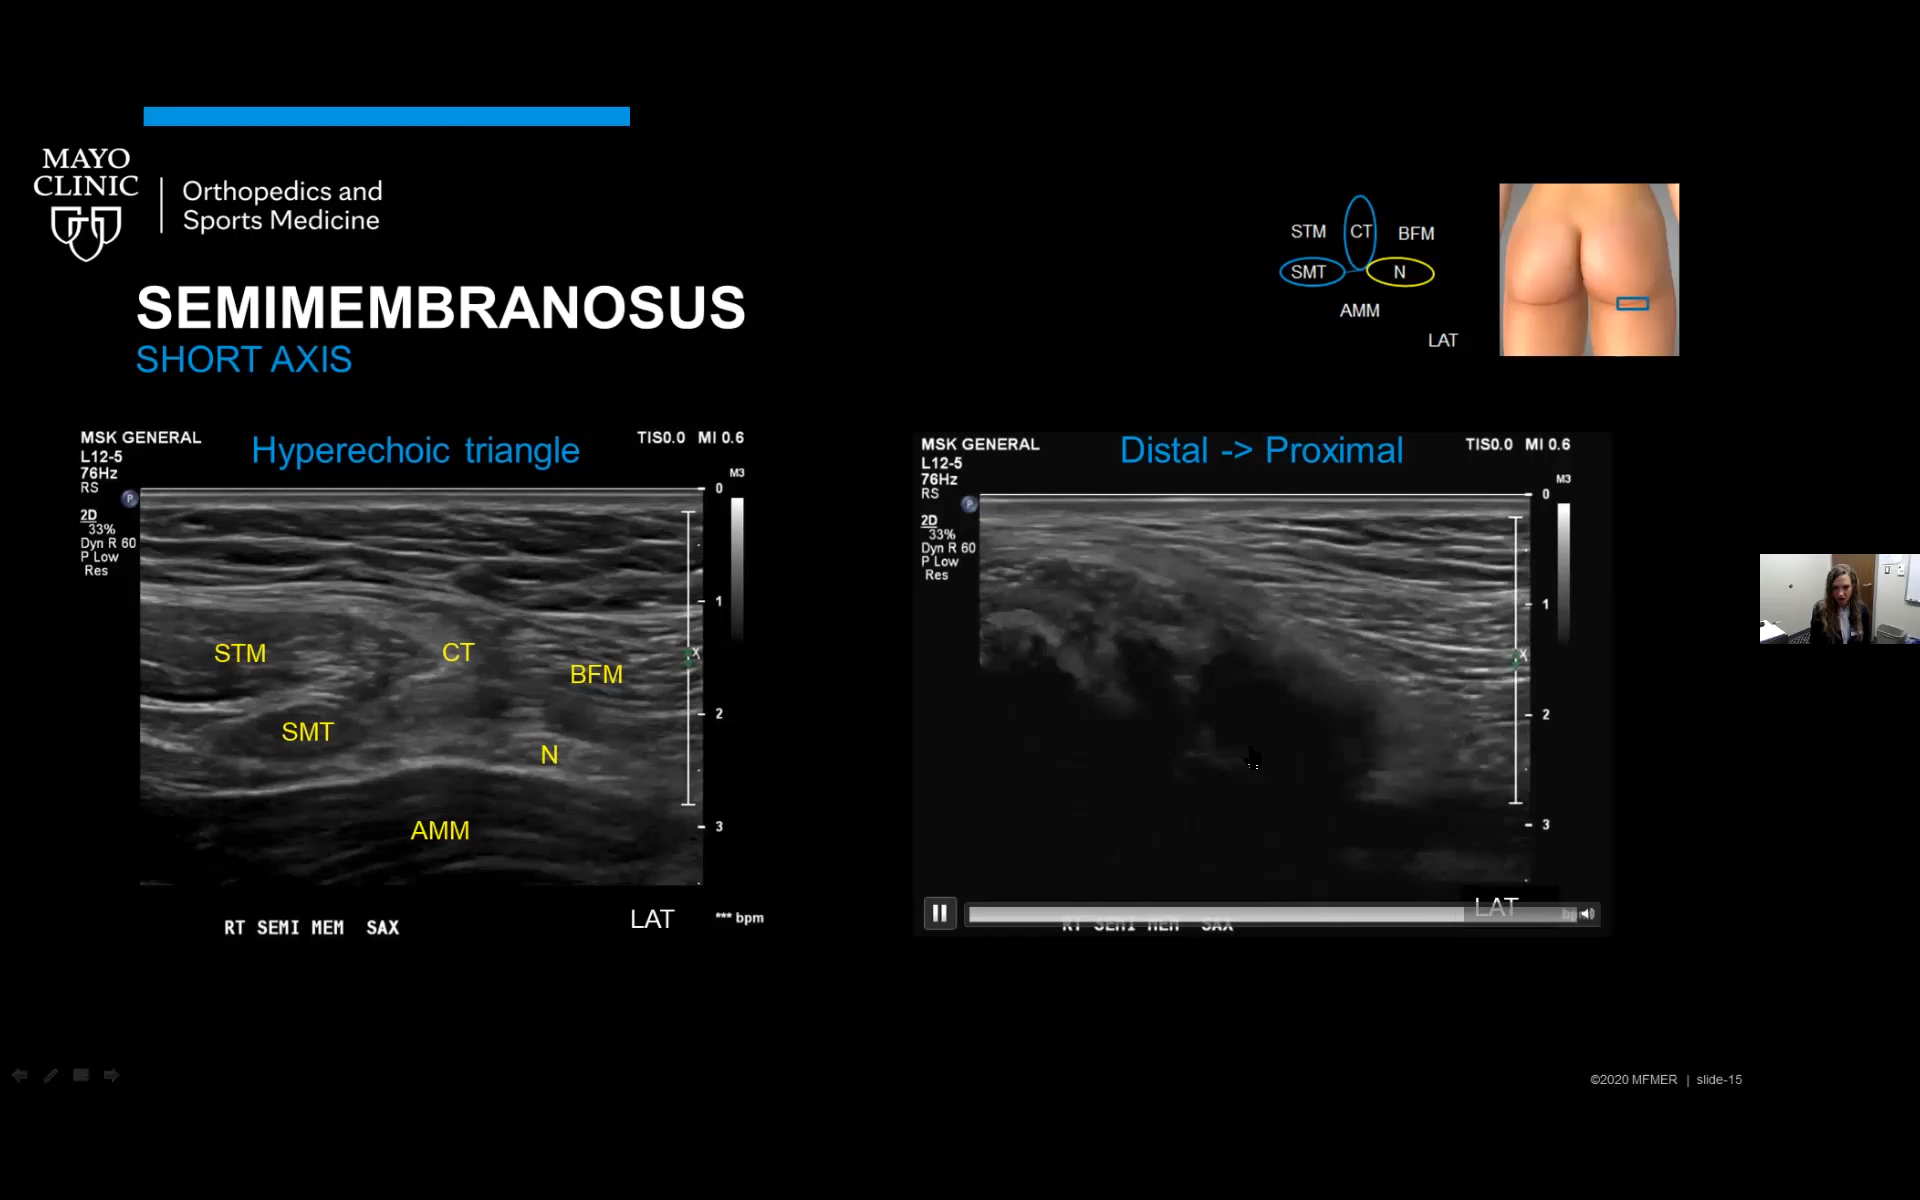 MAYO
CLINIC
Orthopedics and
Sports Medicine
SEMIMEMBRANOSUS
SHORT AXIS
STM CT BFM
SMT N
AMM
LAT
MSK GENERAL
Hyperechoic triangle
TIS0.0 MI 0.6
L12-5
76Hz
RS
M3
P
0
2D
33%
Dyn R 60
P Low
Res
1
STM
CT
BFM
X
2
SMT
N
AMM
3
RT SEMI MEM SAX
LAT
*** bpm
MSK GENERAL
Distal -> Proximal
TIS0.0 MI 0.6
L12-5
76Hz
RS
M3
P
0
2D
33%
Dyn R 60
P Low
Res
1
X
2
3
LAT
RT SEMI MEM SAX
©2020 MFMER | slide-15